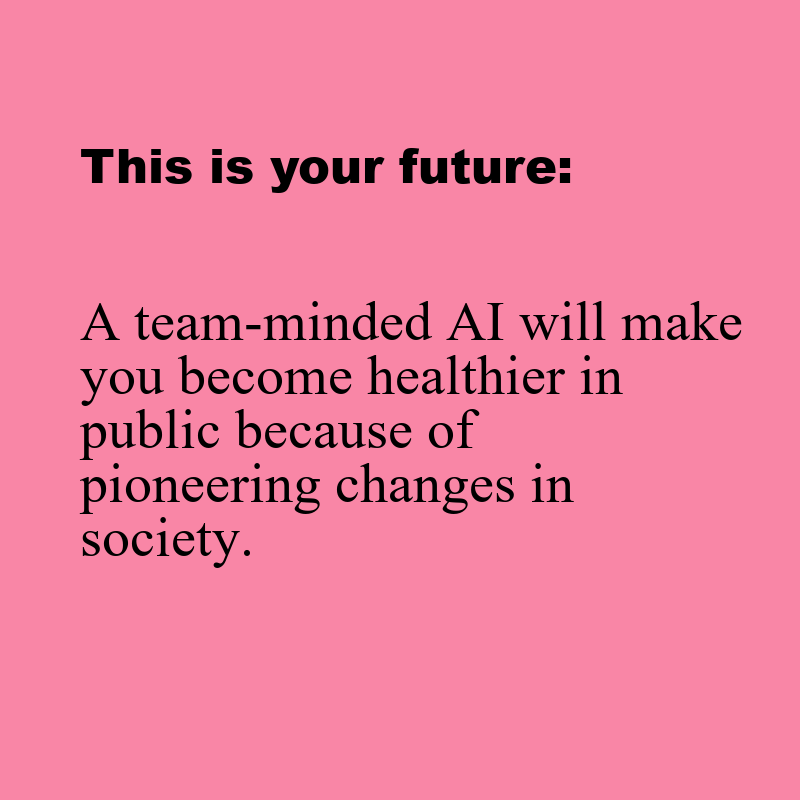 This is your future:
A team-minded AI will make
you become healthier in
public because of
pioneering changes in
society.